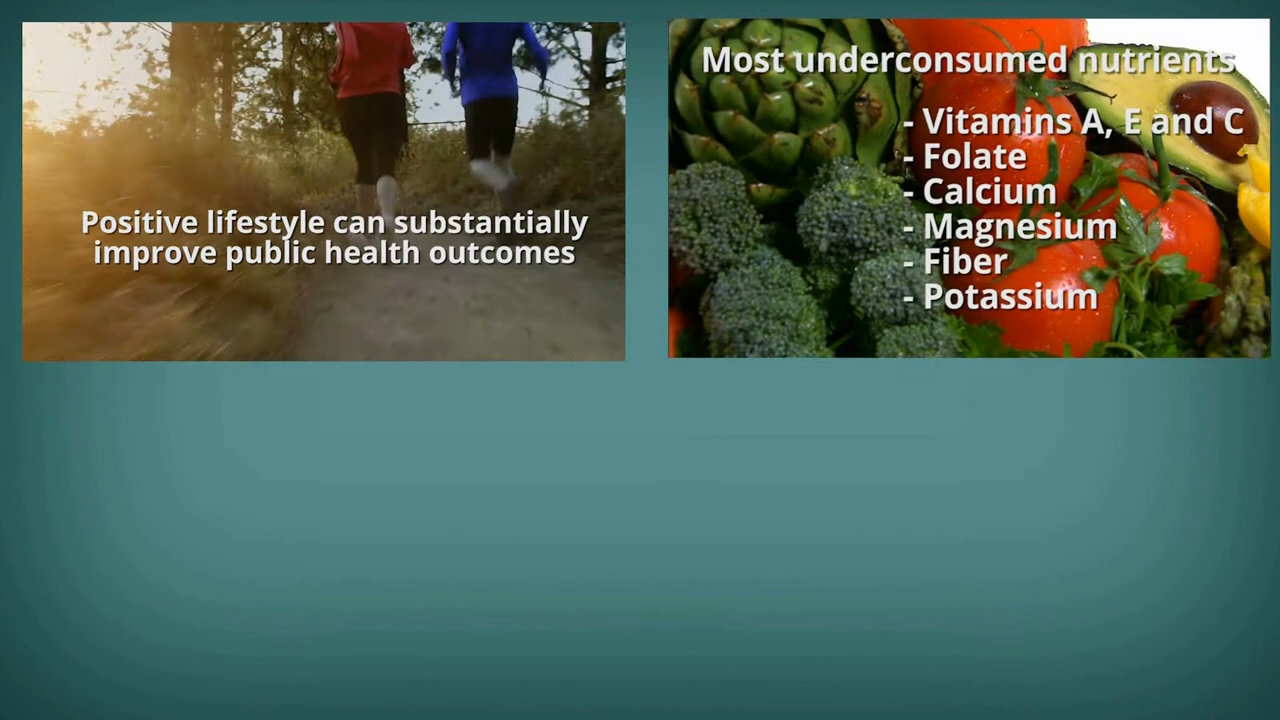 Positive lifestyle can substantially
improve public health outcomes
Most underconsumed nutrients
- Vitamins A, E and C
- Folate
- Calcium
- Magnesium
- Fiber
- Potassium